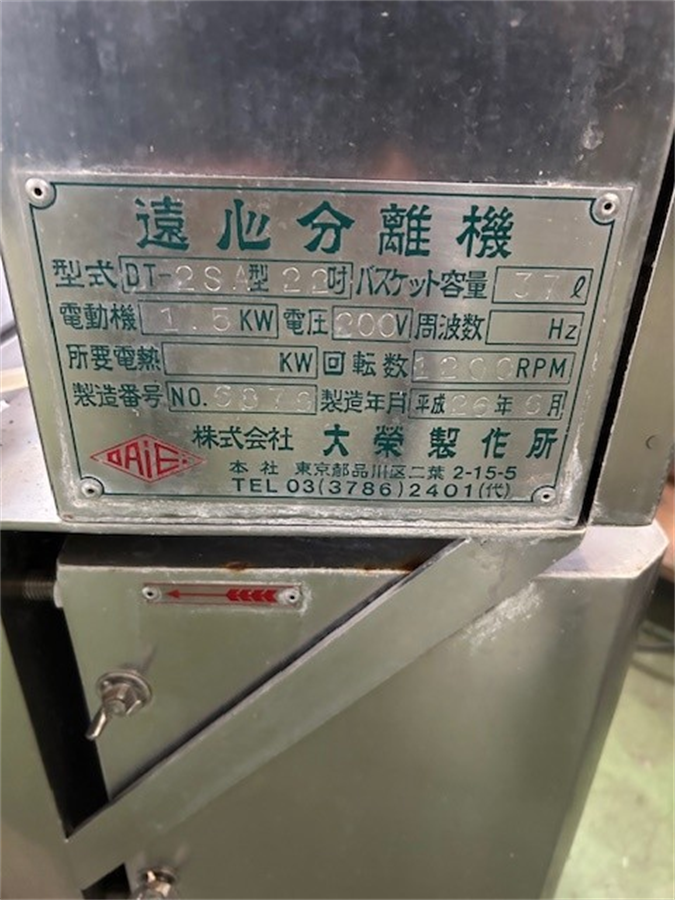 遠心分離機
型式 DT-2SA型 22吋 バスケット容量 37ℓ
電動機 1.5KW 電圧 200V 周波数 Hz
所要電熱 KW 回転数 1200RPM
製造番号 NO. 製造年月 平成26年6月
DAIEI
株式会社 大榮製作所
本社 東京都品川区二葉 2-15-5
TEL 03(3786)2401(代)